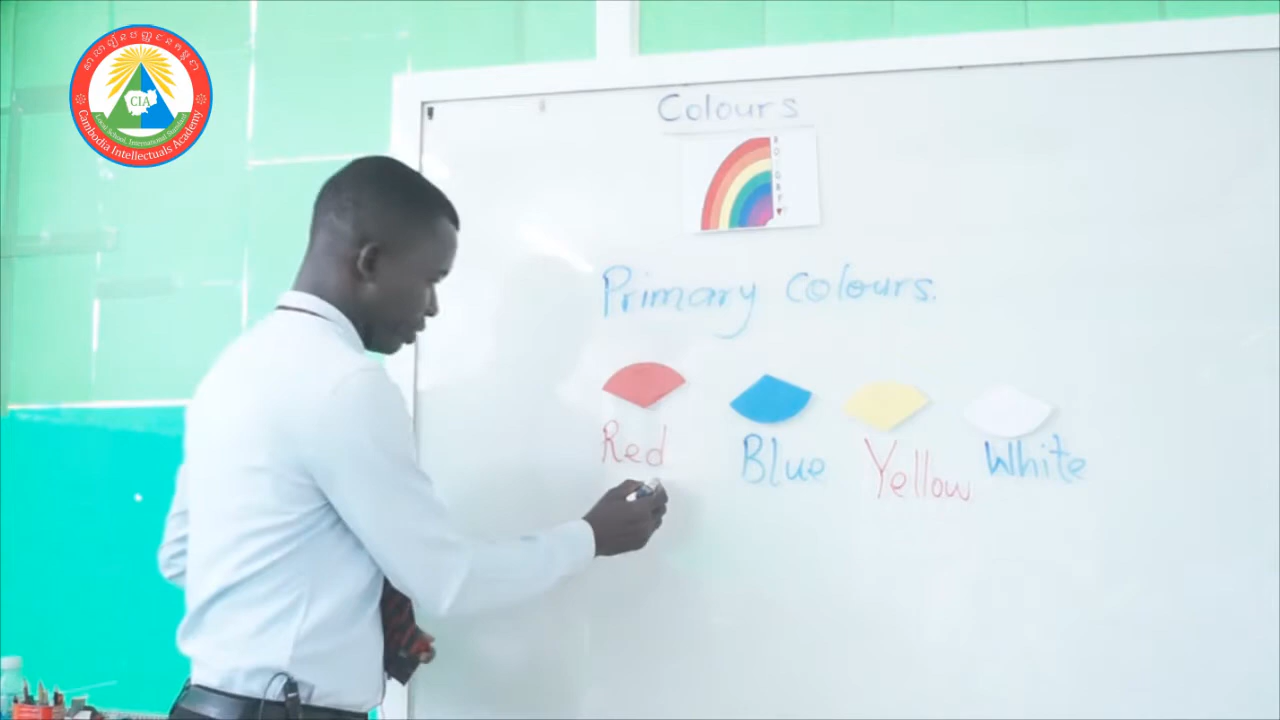 CIA
Cambodia Intellectuals Academy
Colours
Primary colours.
Red Blue Yellow White